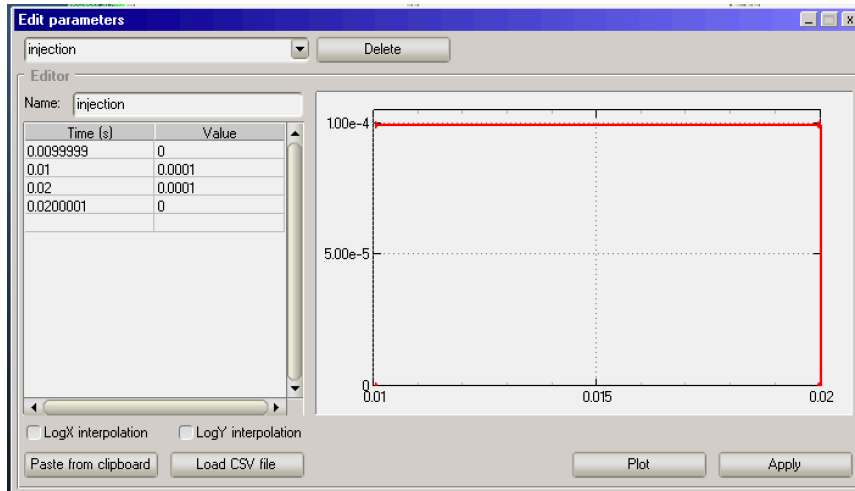 Edit parameters
injection
Delete
Editor
Name: injection
Time (s) Value
0.0099999 0
0.01 0.0001
0.02 0.0001
0.0200001 0
1.00e-4
5.00e-5
0
0.01 0.015 0.02
LogX interpolation LogY interpolation
Paste from clipboard Load CSV file Plot Apply